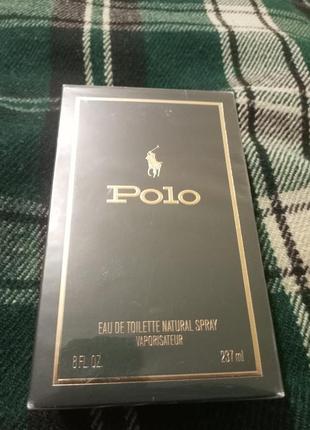 Polo
EAU DE TOILETTE NATURAL SPRAY
VAPORISATEUR
8 FL. OZ. 237 ml